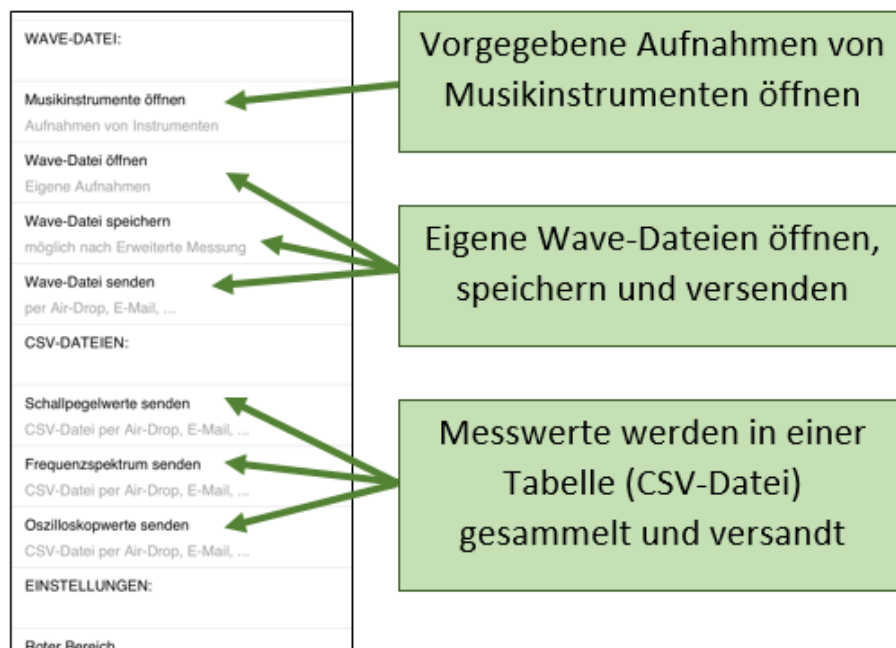 WAVE-DATEI:
Musikinstrumente öffnen
Aufnahmen von Instrumenten
Wave-Datei öffnen
Eigene Aufnahmen
Wave-Datei speichern
möglich nach Erweiterte Messung
Wave-Datei senden
per Air-Drop, E-Mail, ...
CSV-DATEIEN:
Schallpegelwerte senden
CSV-Datei per Air-Drop, E-Mail, ...
Frequenzspektrum senden
CSV-Datei per Air-Drop, E-Mail, ...
Oszilloskopwerte senden
CSV-Datei per Air-Drop, E-Mail, ...
EINSTELLUNGEN:
Roter Bereich
Vorgegebene Aufnahmen von
Musikinstrumenten öffnen
Eigene Wave-Dateien öffnen,
speichern und versenden
Messwerte werden in einer
Tabelle (CSV-Datei)
gesammelt und versandt